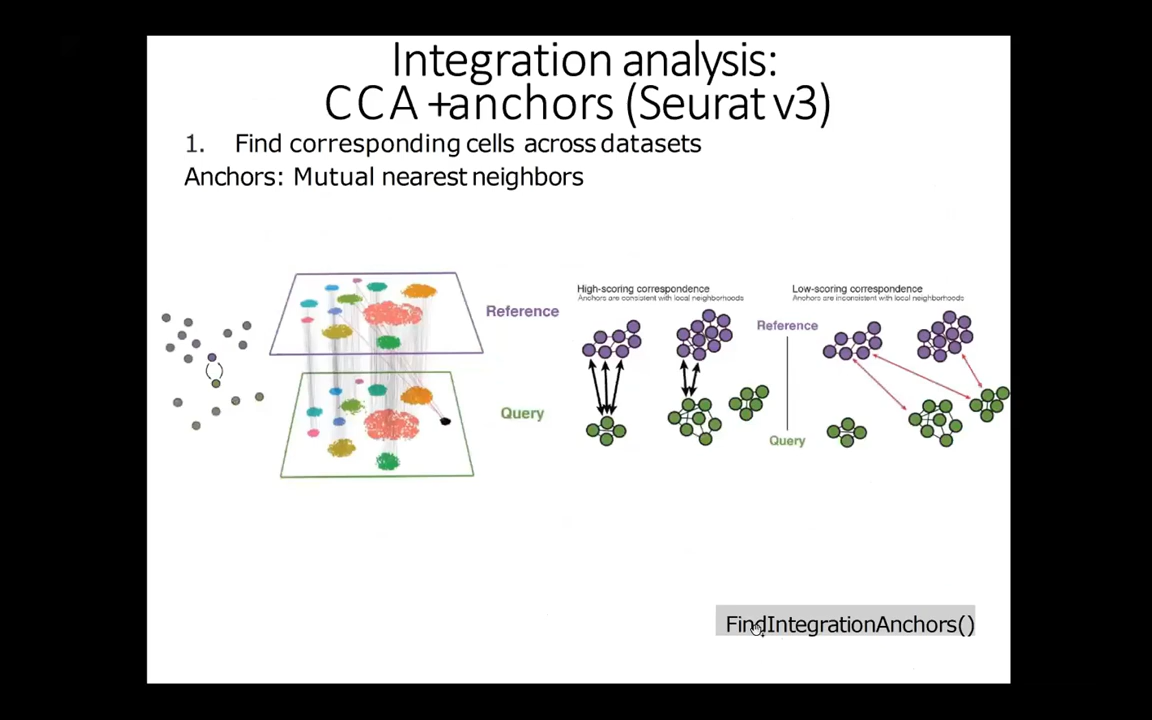 Integration analysis:
CCA +anchors (Seurat v3)
1. Find corresponding cells across datasets
Anchors: Mutual nearest neighbors
Reference
Query
High-scoring correspondence
Anchors are consistent with local neighborhoods
Low-scoring correspondence
Anchors are inconsistent with local neighborhoods
Reference
Query
FindIntegrationAnchors()